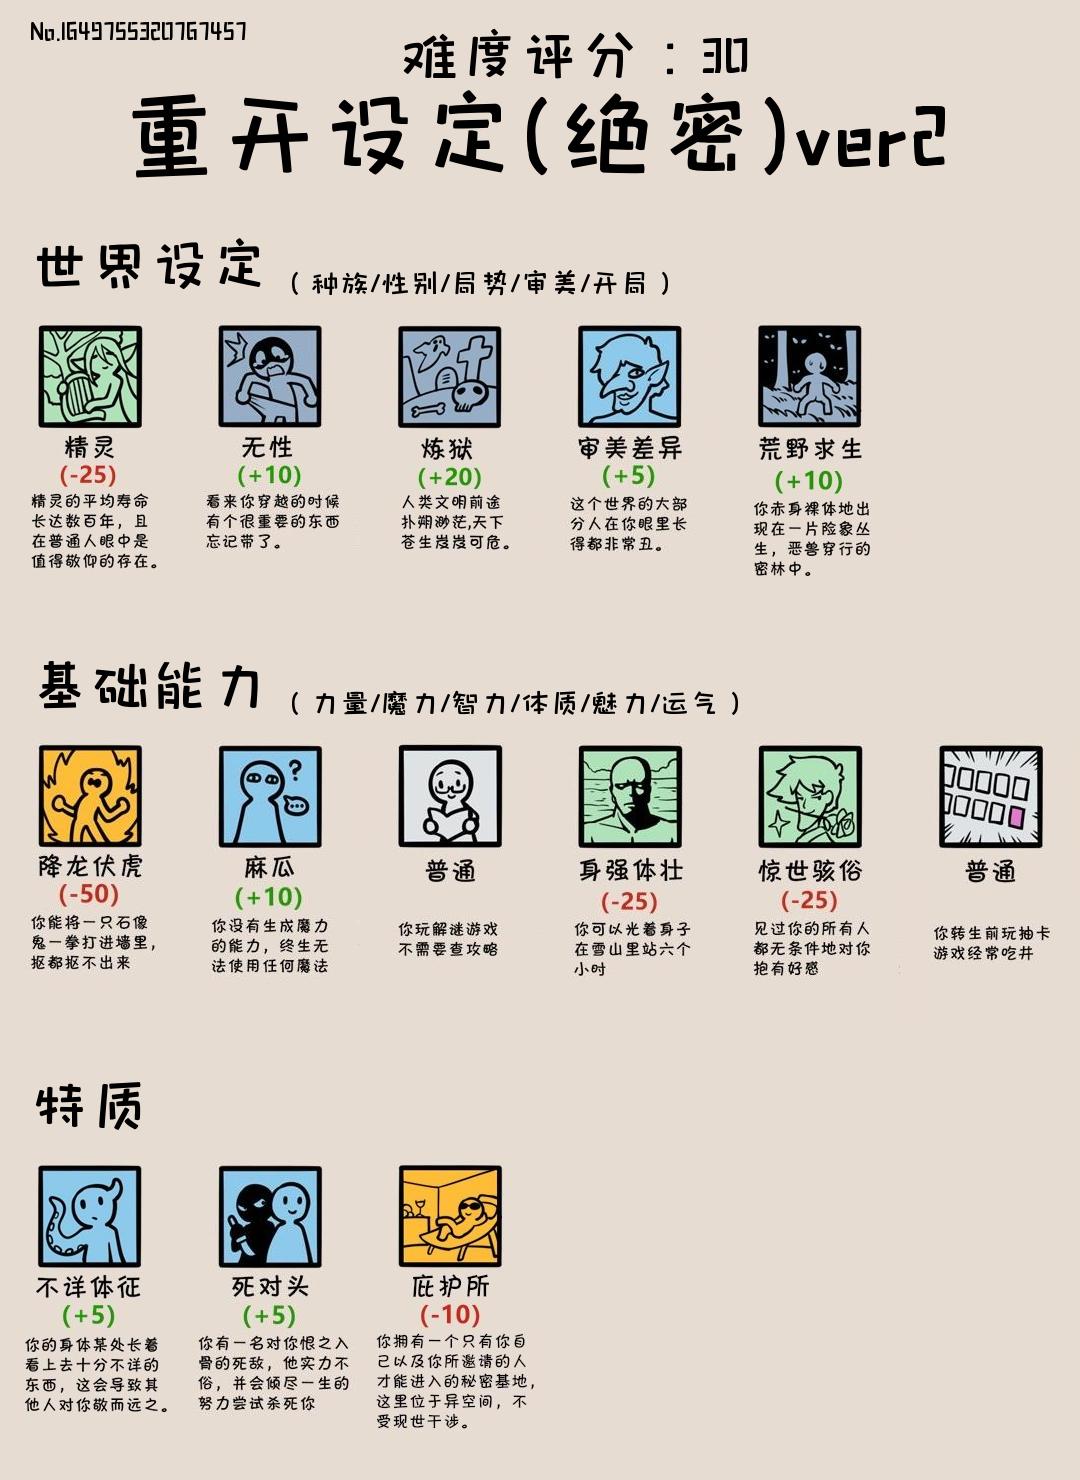 No.1649755320767457
难度评分：30
重开设定(绝密)ver2
世界设定 （种族/性别/局势/审美/开局）
精灵 无性 炼狱 审美差异 荒野求生
(-25) (+10) (+20) (+5) (+10)
精灵的平均寿命
长达数百年，且
在普通人眼中是
值得敬仰的存在。
看来你穿越的时候
有个很重要的东西
忘记带了。
人类文明前途
扑朔渺茫,天下
苍生岌岌可危。
这个世界的大部
分人在你眼里长
得都非常丑。
你赤身裸体地出
现在一片险象丛
生，恶兽穿行的
密林中。
基础能力 （力量/魔力/智力/体质/魅力/运气）
降龙伏虎 麻瓜 普通 身强体壮 惊世骇俗 普通
(-50) (+10) (-25) (-25)
你能将一只石像
鬼一拳打进墙里，
抠都抠不出来
你没有生成魔力
的能力，终生无
法使用任何魔法
你玩解谜游戏
不需要查攻略
你可以光着身子
在雪山里站六个
小时
见过你的所有人
都无条件地对你
抱有好感
你转生前玩抽卡
游戏经常吃井
特质
不详体征 死对头 庇护所
(+5) (+5) (-10)
你的身体某处长着
看上去十分不详的
东西，这会导致其
他人对你敬而远之。
你有一名对你恨之入
骨的死敌，他实力不
俗，并会倾尽一生的
努力尝试杀死你
你拥有一个只有你自
己以及你所邀请的人
才能进入的秘密基地，
这里位于异空间，不
受现世干涉。